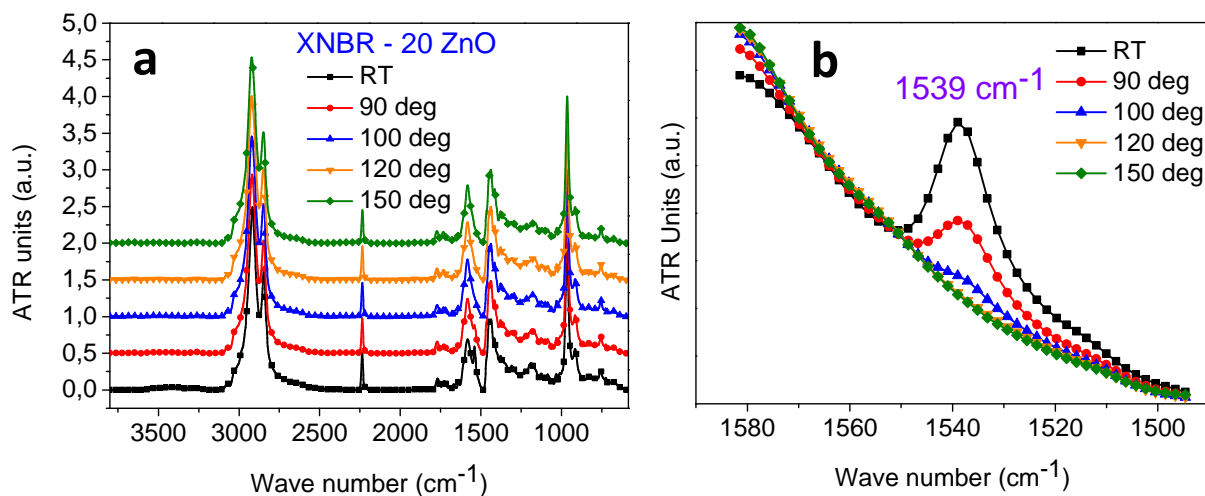 a
XNBR - 20 ZnO
RT
90 deg
100 deg
120 deg
150 deg
5,0
4,5
4,0
3,5
3,0
2,5
2,0
1,5
1,0
0,5
0,0
ATR units (a.u.)
3500 3000 2500 2000 1500 1000
Wave number (cm-1)
b
1539 cm-1
RT
90 deg
100 deg
120 deg
150 deg
ATR Units (a.u.)
1580 1560 1540 1520 1500
Wave number (cm-1)